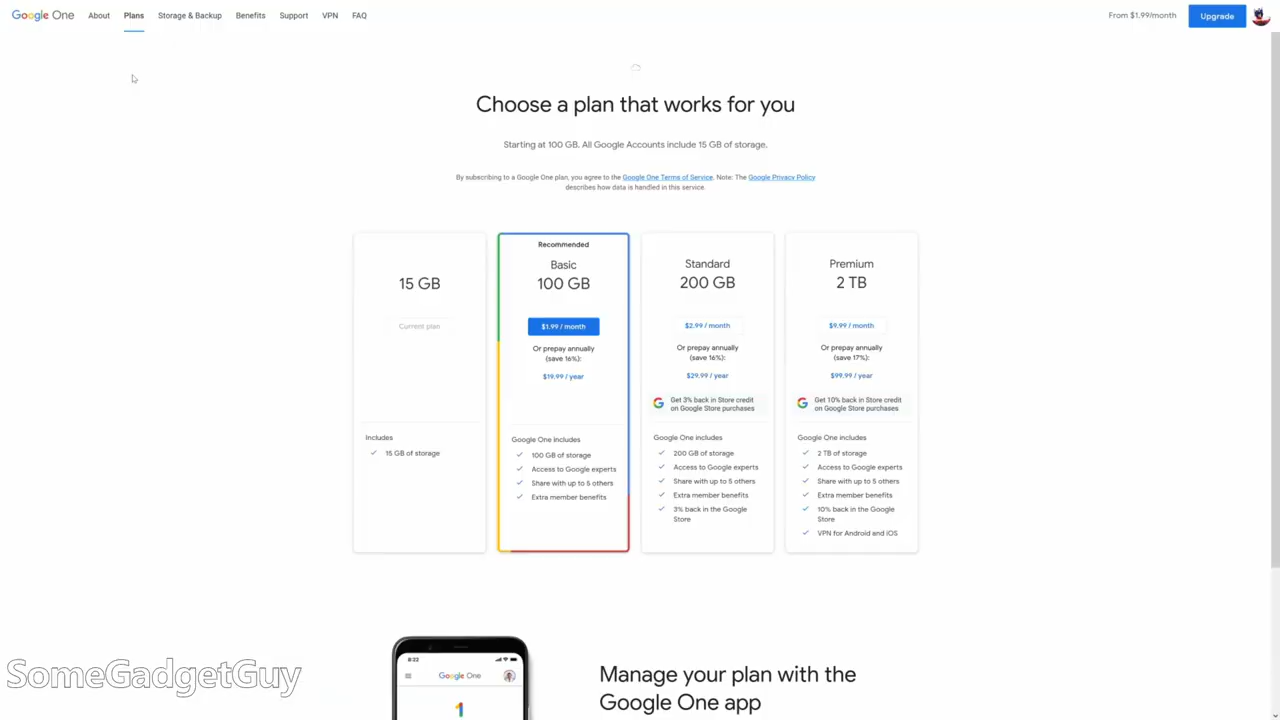 Google One
About
Plans
Storage & Backup
Benefits
Support
VPN
FAQ
From $1.99/month
Upgrade
Choose a plan that works for you
Starting at 100 GB. All Google Accounts include 15 GB of storage.
By subscribing to a Google One plan, you agree to the Google One Terms of Service. Note: The Google Privacy Policy
describes how data is handled in this service.
15 GB
Current plan
Includes
15 GB of storage
Recommended
Basic
100 GB
$1.99 / month
Or prepay annually
(save 16%):
$19.99 / year
Google One includes
100 GB of storage
Access to Google experts
Share with up to 5 others
Extra member benefits
Standard
200 GB
$2.99 / month
Or prepay annually
(save 16%):
$29.99 / year
Get 3% back in Store credit
on Google Store purchases
Google One includes
200 GB of storage
Access to Google experts
Share with up to 5 others
Extra member benefits
3% back in the Google
Store
Premium
2 TB
$9.99 / month
Or prepay annually
(save 17%):
$99.99 / year
Get 10% back in Store credit
on Google Store purchases
Google One includes
2 TB of storage
Access to Google experts
Share with up to 5 others
Extra member benefits
10% back in the Google
Store
VPN for Android and iOS
8:22
Google One
1
Manage your plan with the
Google One app
SomeGadgetGuy